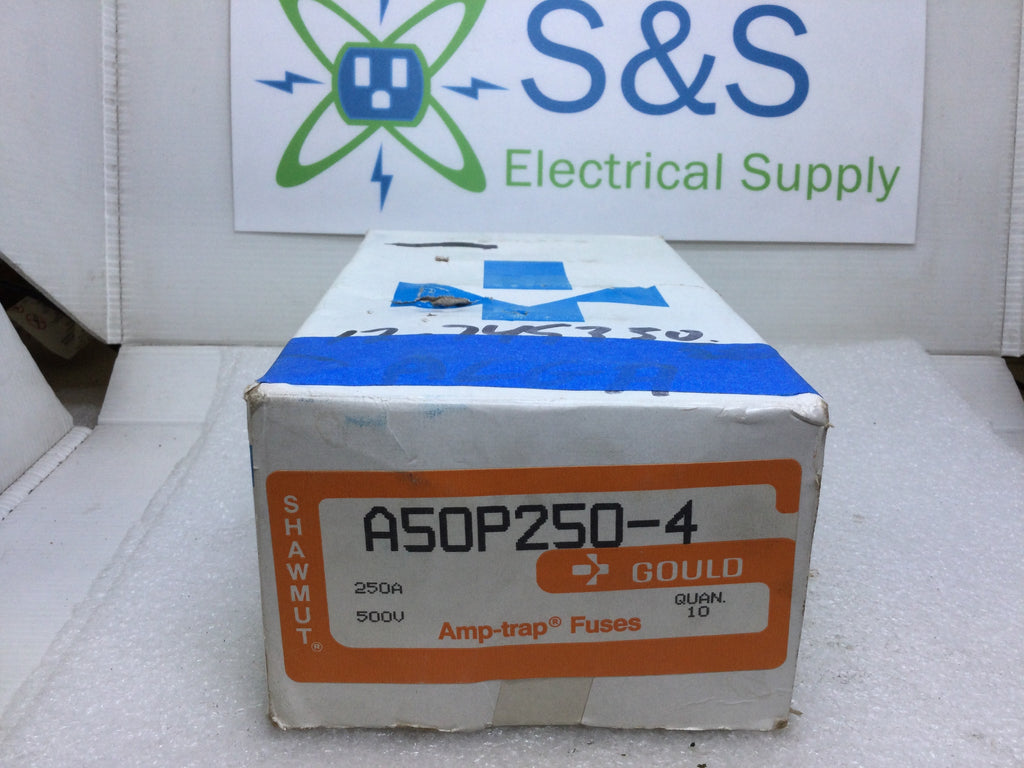 S&S
Electrical Supply
A50P250-4
SHAWMUT®
GOULD
250A
500V
QUAN.
10
Amp-trap® Fuses